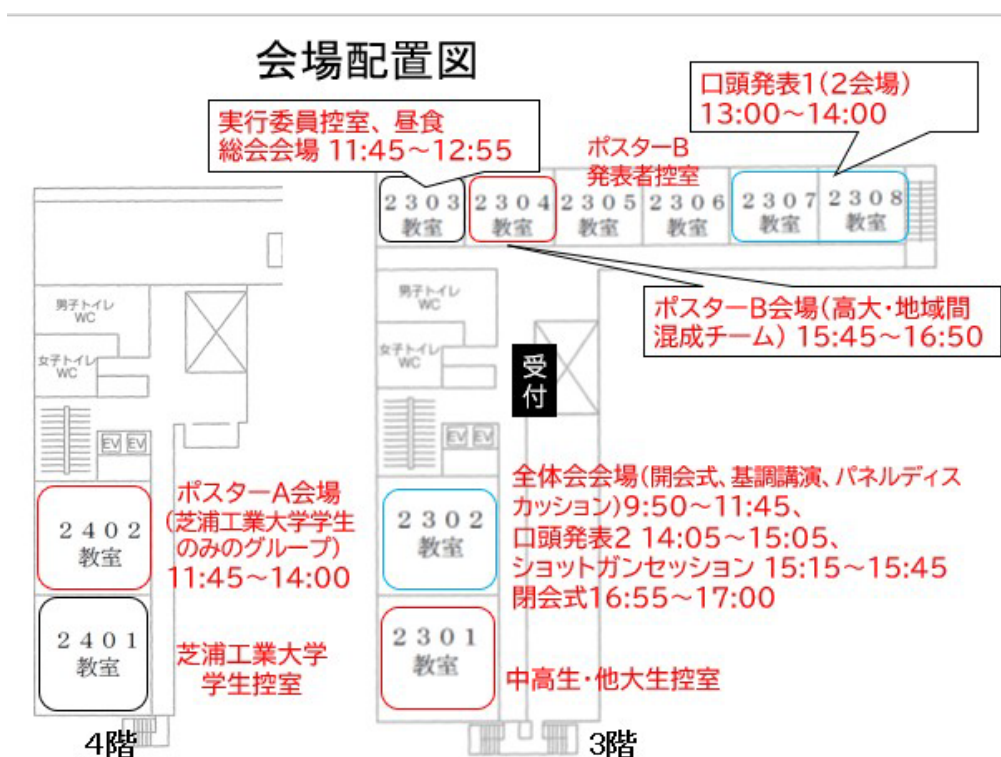 会場配置図
実行委員控室、昼食
総会会場 11:45～12:55
口頭発表1(2会場)
13:00～14:00
ポスターB
発表者控室
2303
教室
2304
教室
2305
教室
2306
教室
2307
教室
2308
教室
ポスターB会場(高大・地域間
混成チーム) 15:45～16:50
男子トイレ
WC
女子トイレ
WC
EV EV
男子トイレ
WC
女子トイレ
WC
EV EV
受付
2402
教室
ポスターA会場
(芝浦工業大学学生
のみのグループ)
11:45～14:00
2401
教室
芝浦工業大学
学生控室
4階
2302
教室
全体会会場(開会式、基調講演、パネルディス
カッション)9:50～11:45、
口頭発表2 14:05～15:05、
ショットガンセッション 15:15～15:45
閉会式16:55～17:00
2301
教室
中高生・他大生控室
3階